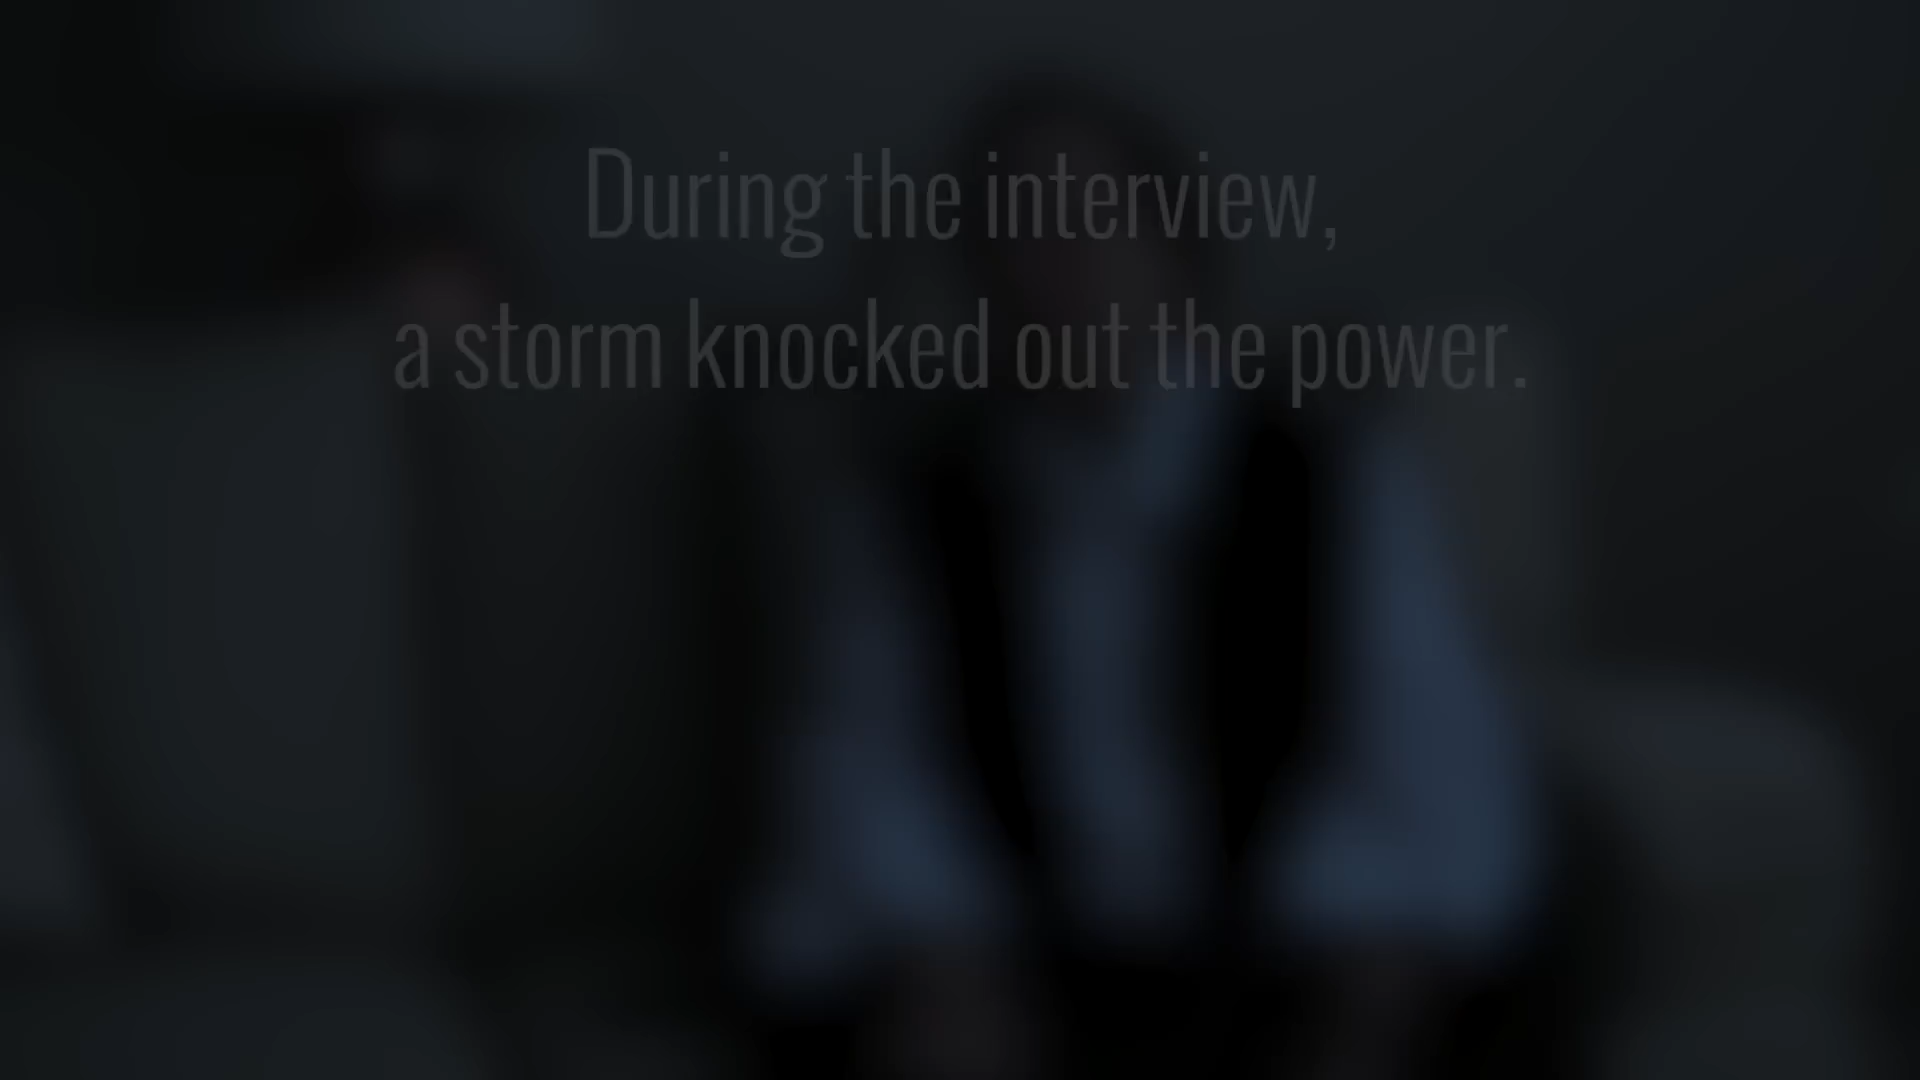 During the interview,
a storm knocked out the power.